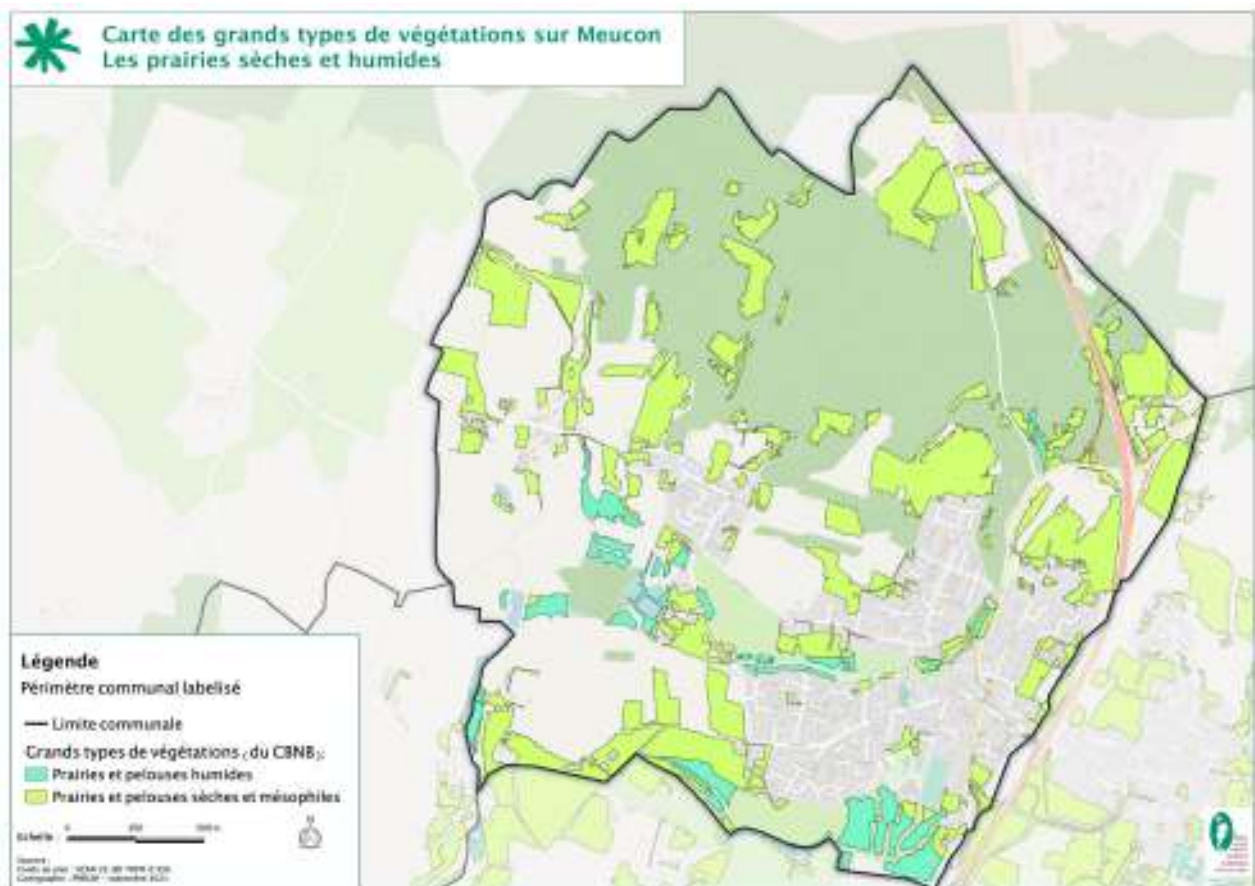 Carte des grands types de végétations sur Meucon
Les prairies sèches et humides
Légende
Périmètre communal labelisé
Limite communale
Grands types de végétations (du CBNB):
Prairies et pelouses humides
Prairies et pelouses sèches et mésophiles
Echelle :
0
N